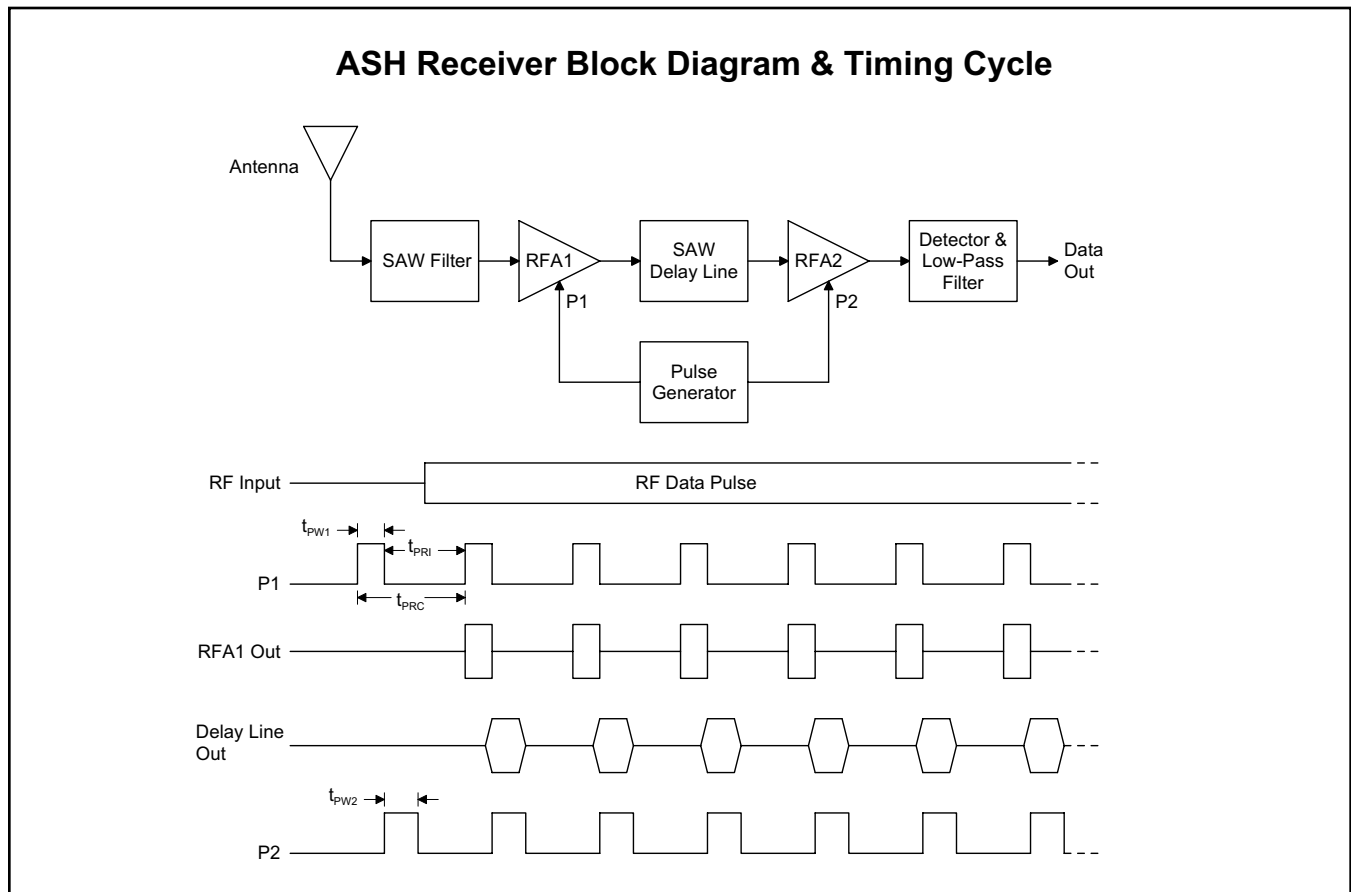 ASH Receiver Block Diagram & Timing Cycle
Antenna
SAW Filter
RFA1
SAW
Delay Line
RFA2
Detector &
Low-Pass
Filter
Data
Out
P1
P2
Pulse
Generator
RF Input
RF Data Pulse
tPW1
tPRI
P1
tPRC
RFA1 Out
Delay Line
Out
tPW2
P2